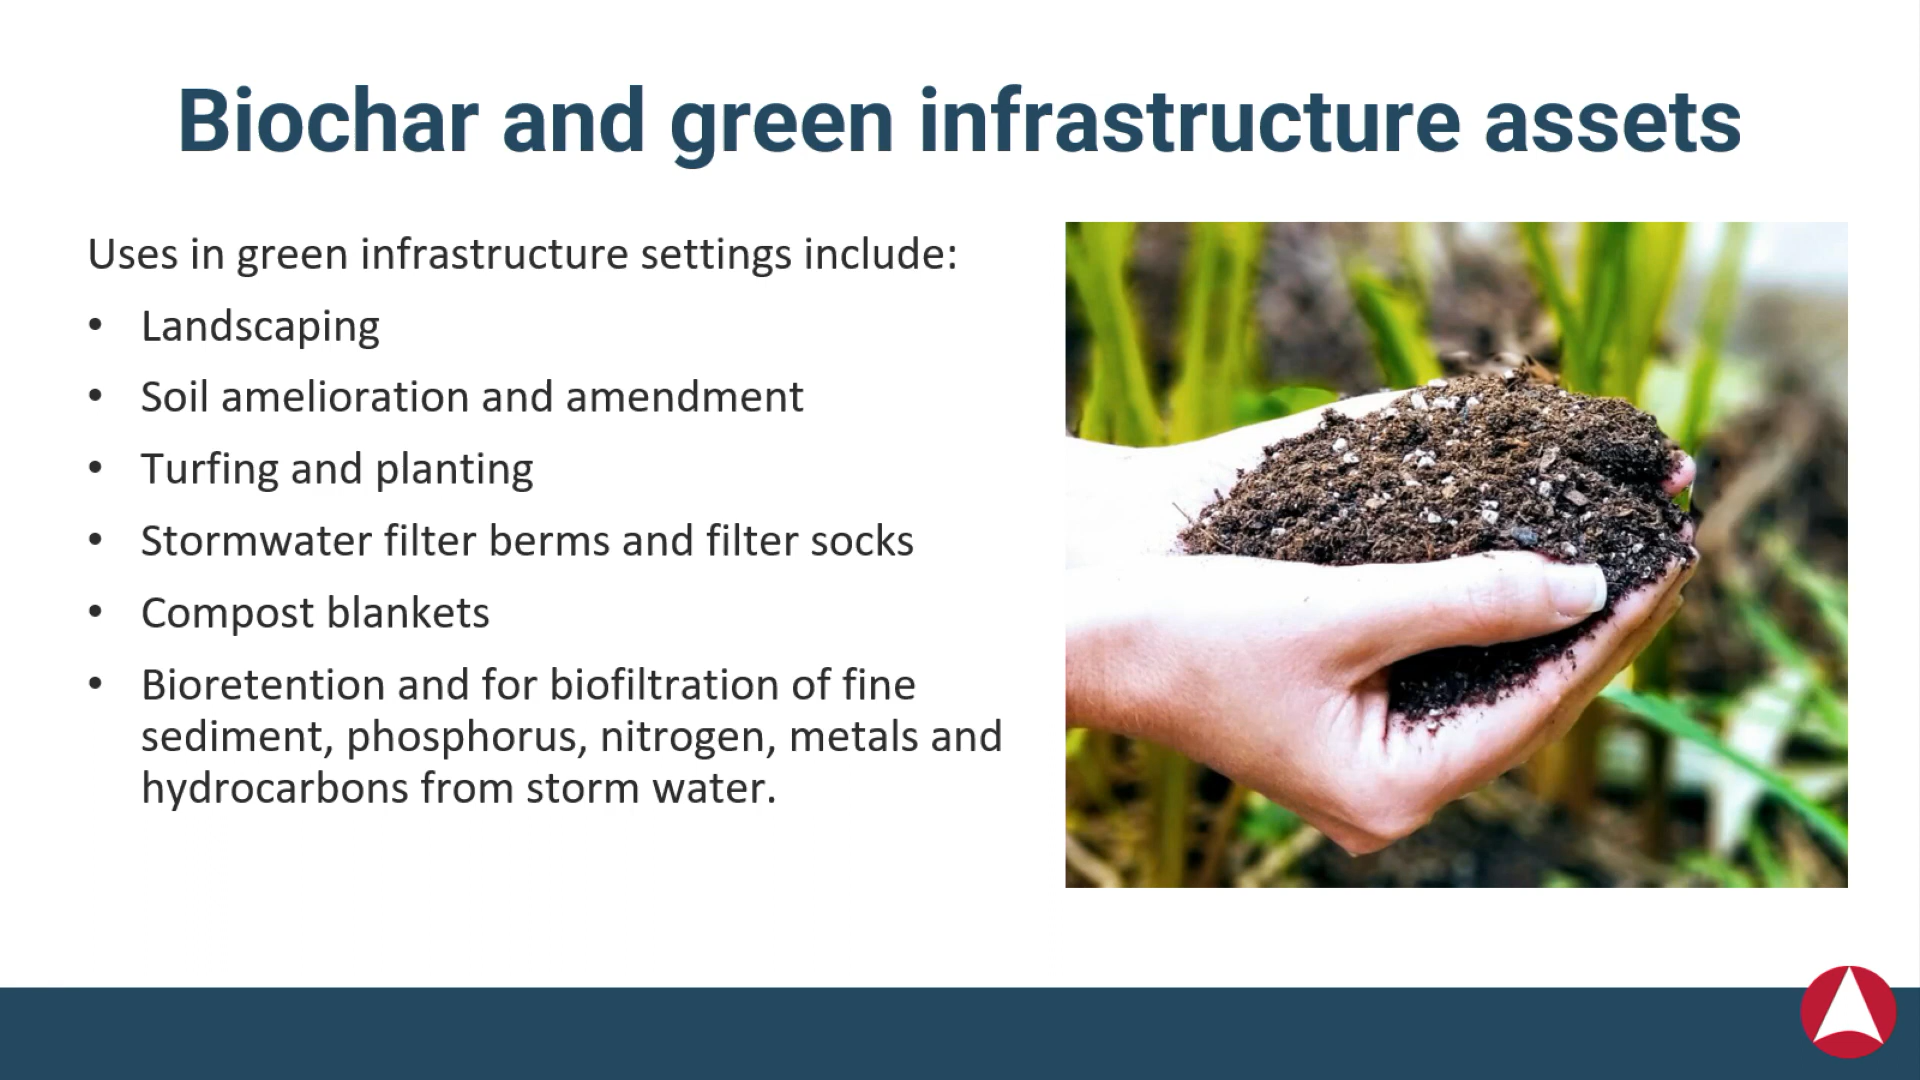 Biochar and green infrastructure assets
Uses in green infrastructure settings include:
• Landscaping
• Soil amelioration and amendment
• Turfing and planting
• Stormwater filter berms and filter socks
• Compost blankets
• Bioretention and for biofiltration of fine
sediment, phosphorus, nitrogen, metals and
hydrocarbons from storm water.